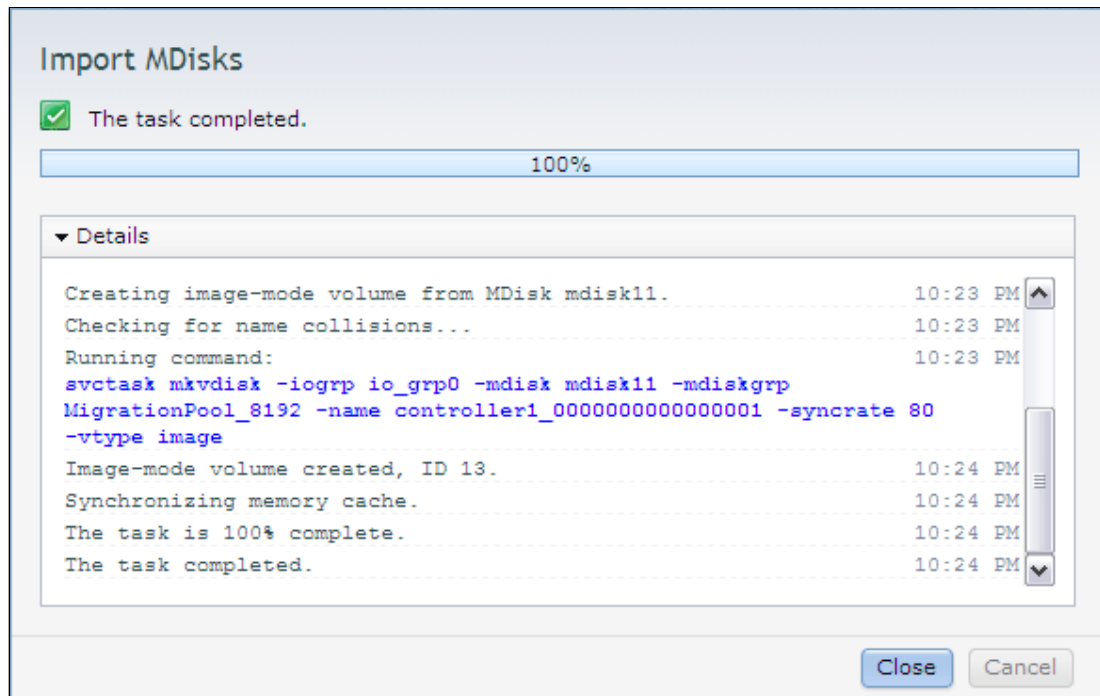 Import MDisks
The task completed.
100%
Details
Creating image-mode volume from MDisk mdisk11. 10:23 PM
Checking for name collisions... 10:23 PM
Running command: 10:23 PM
svctask mkvdisk -iogrp io_grp0 -mdisk mdisk11 -mdiskgrp
MigrationPool_8192 -name controller1_0000000000000001 -syncrate 80
-vtype image
Image-mode volume created, ID 13. 10:24 PM
Synchronizing memory cache. 10:24 PM
The task is 100% complete. 10:24 PM
The task completed. 10:24 PM
Close Cancel